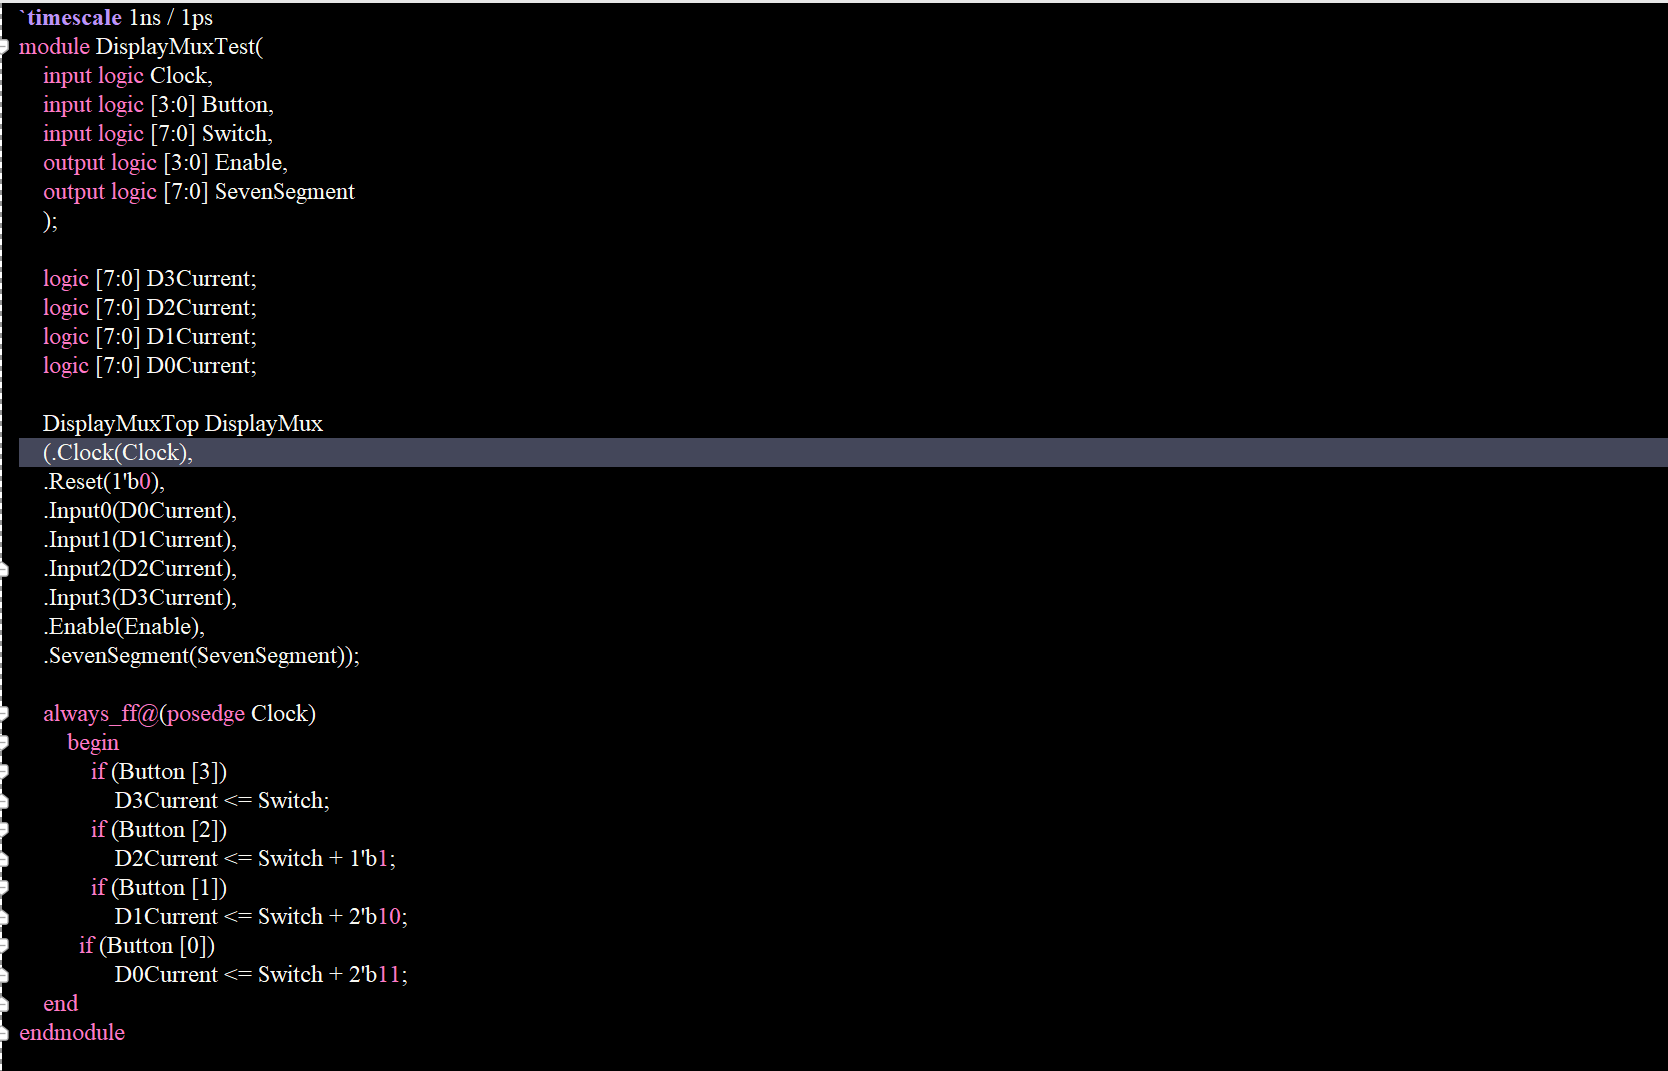 `timescale 1ns / 1ps
module DisplayMuxTest(
input logic Clock,
input logic [3:0] Button,
input logic [7:0] Switch,
output logic [3:0] Enable,
output logic [7:0] SevenSegment
);
logic [7:0] D3Current;
logic [7:0] D2Current;
logic [7:0] D1Current;
logic [7:0] D0Current;
DisplayMuxTop DisplayMux
(.Clock(Clock),
.Reset(1'b0),
.Input0(D0Current),
.Input1(D1Current),
.Input2(D2Current),
.Input3(D3Current),
.Enable(Enable),
.SevenSegment(SevenSegment));
always_ff@(posedge Clock)
begin
if (Button [3])
D3Current <= Switch;
if (Button [2])
D2Current <= Switch + 1'b1;
if (Button [1])
D1Current <= Switch + 2'b10;
if (Button [0])
D0Current <= Switch + 2'b11;
end
endmodule